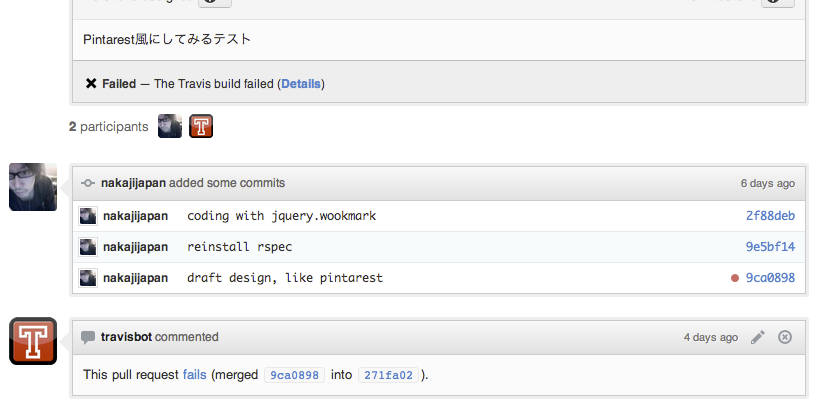 Pintarest風にしてみるテスト
✖ Failed — The Travis build failed (Details)
2 participants
nakajijapan added some commits 6 days ago
nakajijapan coding with jquery.wookmark 2f88deb
nakajijapan reinstall rspec 9e5bf14
nakajijapan draft design, like pintarest 9ca0898
travisbot commented 4 days ago
This pull request fails (merged 9ca0898 into 271fa02 ).